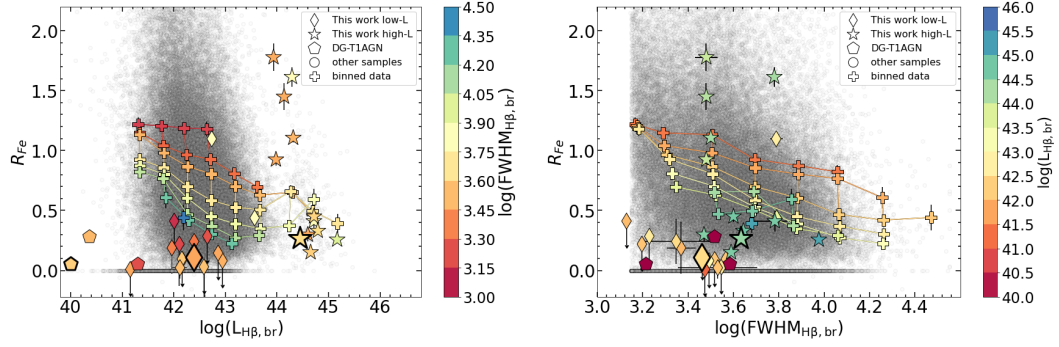 This work low-L
This work high-L
DG-T1AGN
other samples
binned data
2.0
1.5
1.0
0.5
0.0
R_Fe
40 41 42 43 44 45 46
log(L_Hβ, br)
4.50
4.35
4.20
4.05
3.90
3.75
3.60
3.45
3.30
3.15
3.00
log(FWHM_Hβ, br)
This work low-L
This work high-L
DG-T1AGN
other samples
binned data
2.0
1.5
1.0
0.5
0.0
R_Fe
3.0 3.2 3.4 3.6 3.8 4.0 4.2 4.4
log(FWHM_Hβ, br)
46.0
45.0
44.5
44.0
43.5
43.0
42.5
42.0
41.5
40.5
40.0
log(L_Hβ, br)